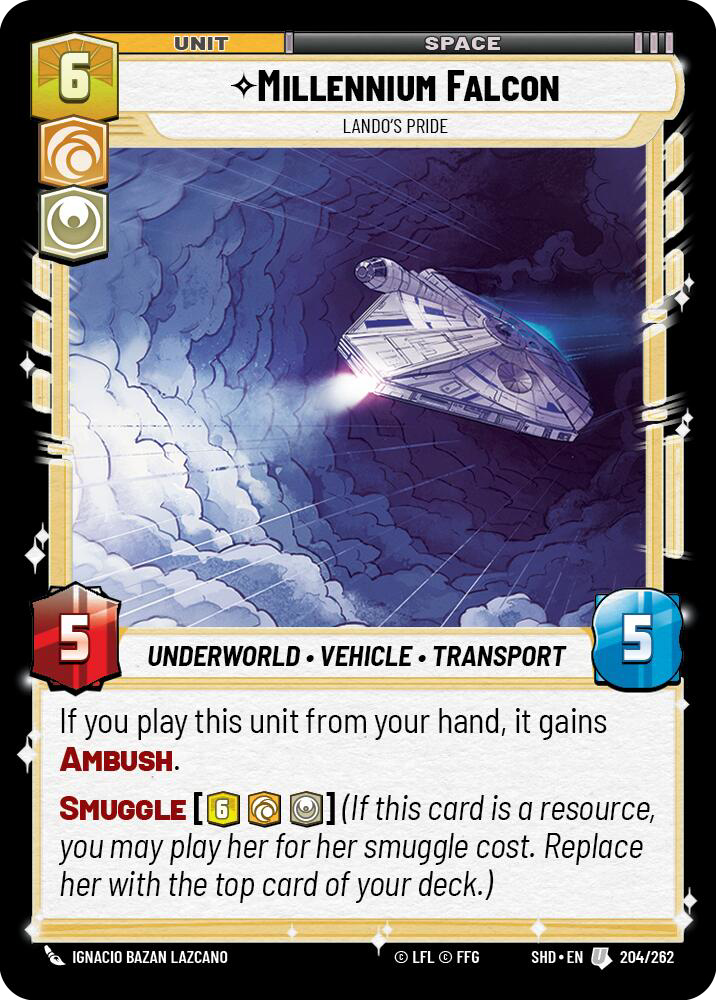 UNIT SPACE
6
MILLENNIUM FALCON
LANDO'S PRIDE
5 UNDERWORLD • VEHICLE • TRANSPORT 5
If you play this unit from your hand, it gains
AMBUSH.
SMUGGLE [6] (If this card is a resource,
you may play her for her smuggle cost. Replace
her with the top card of your deck.)
IGNACIO BAZAN LAZCANO © LFL © FFG SHD • EN U 204/262